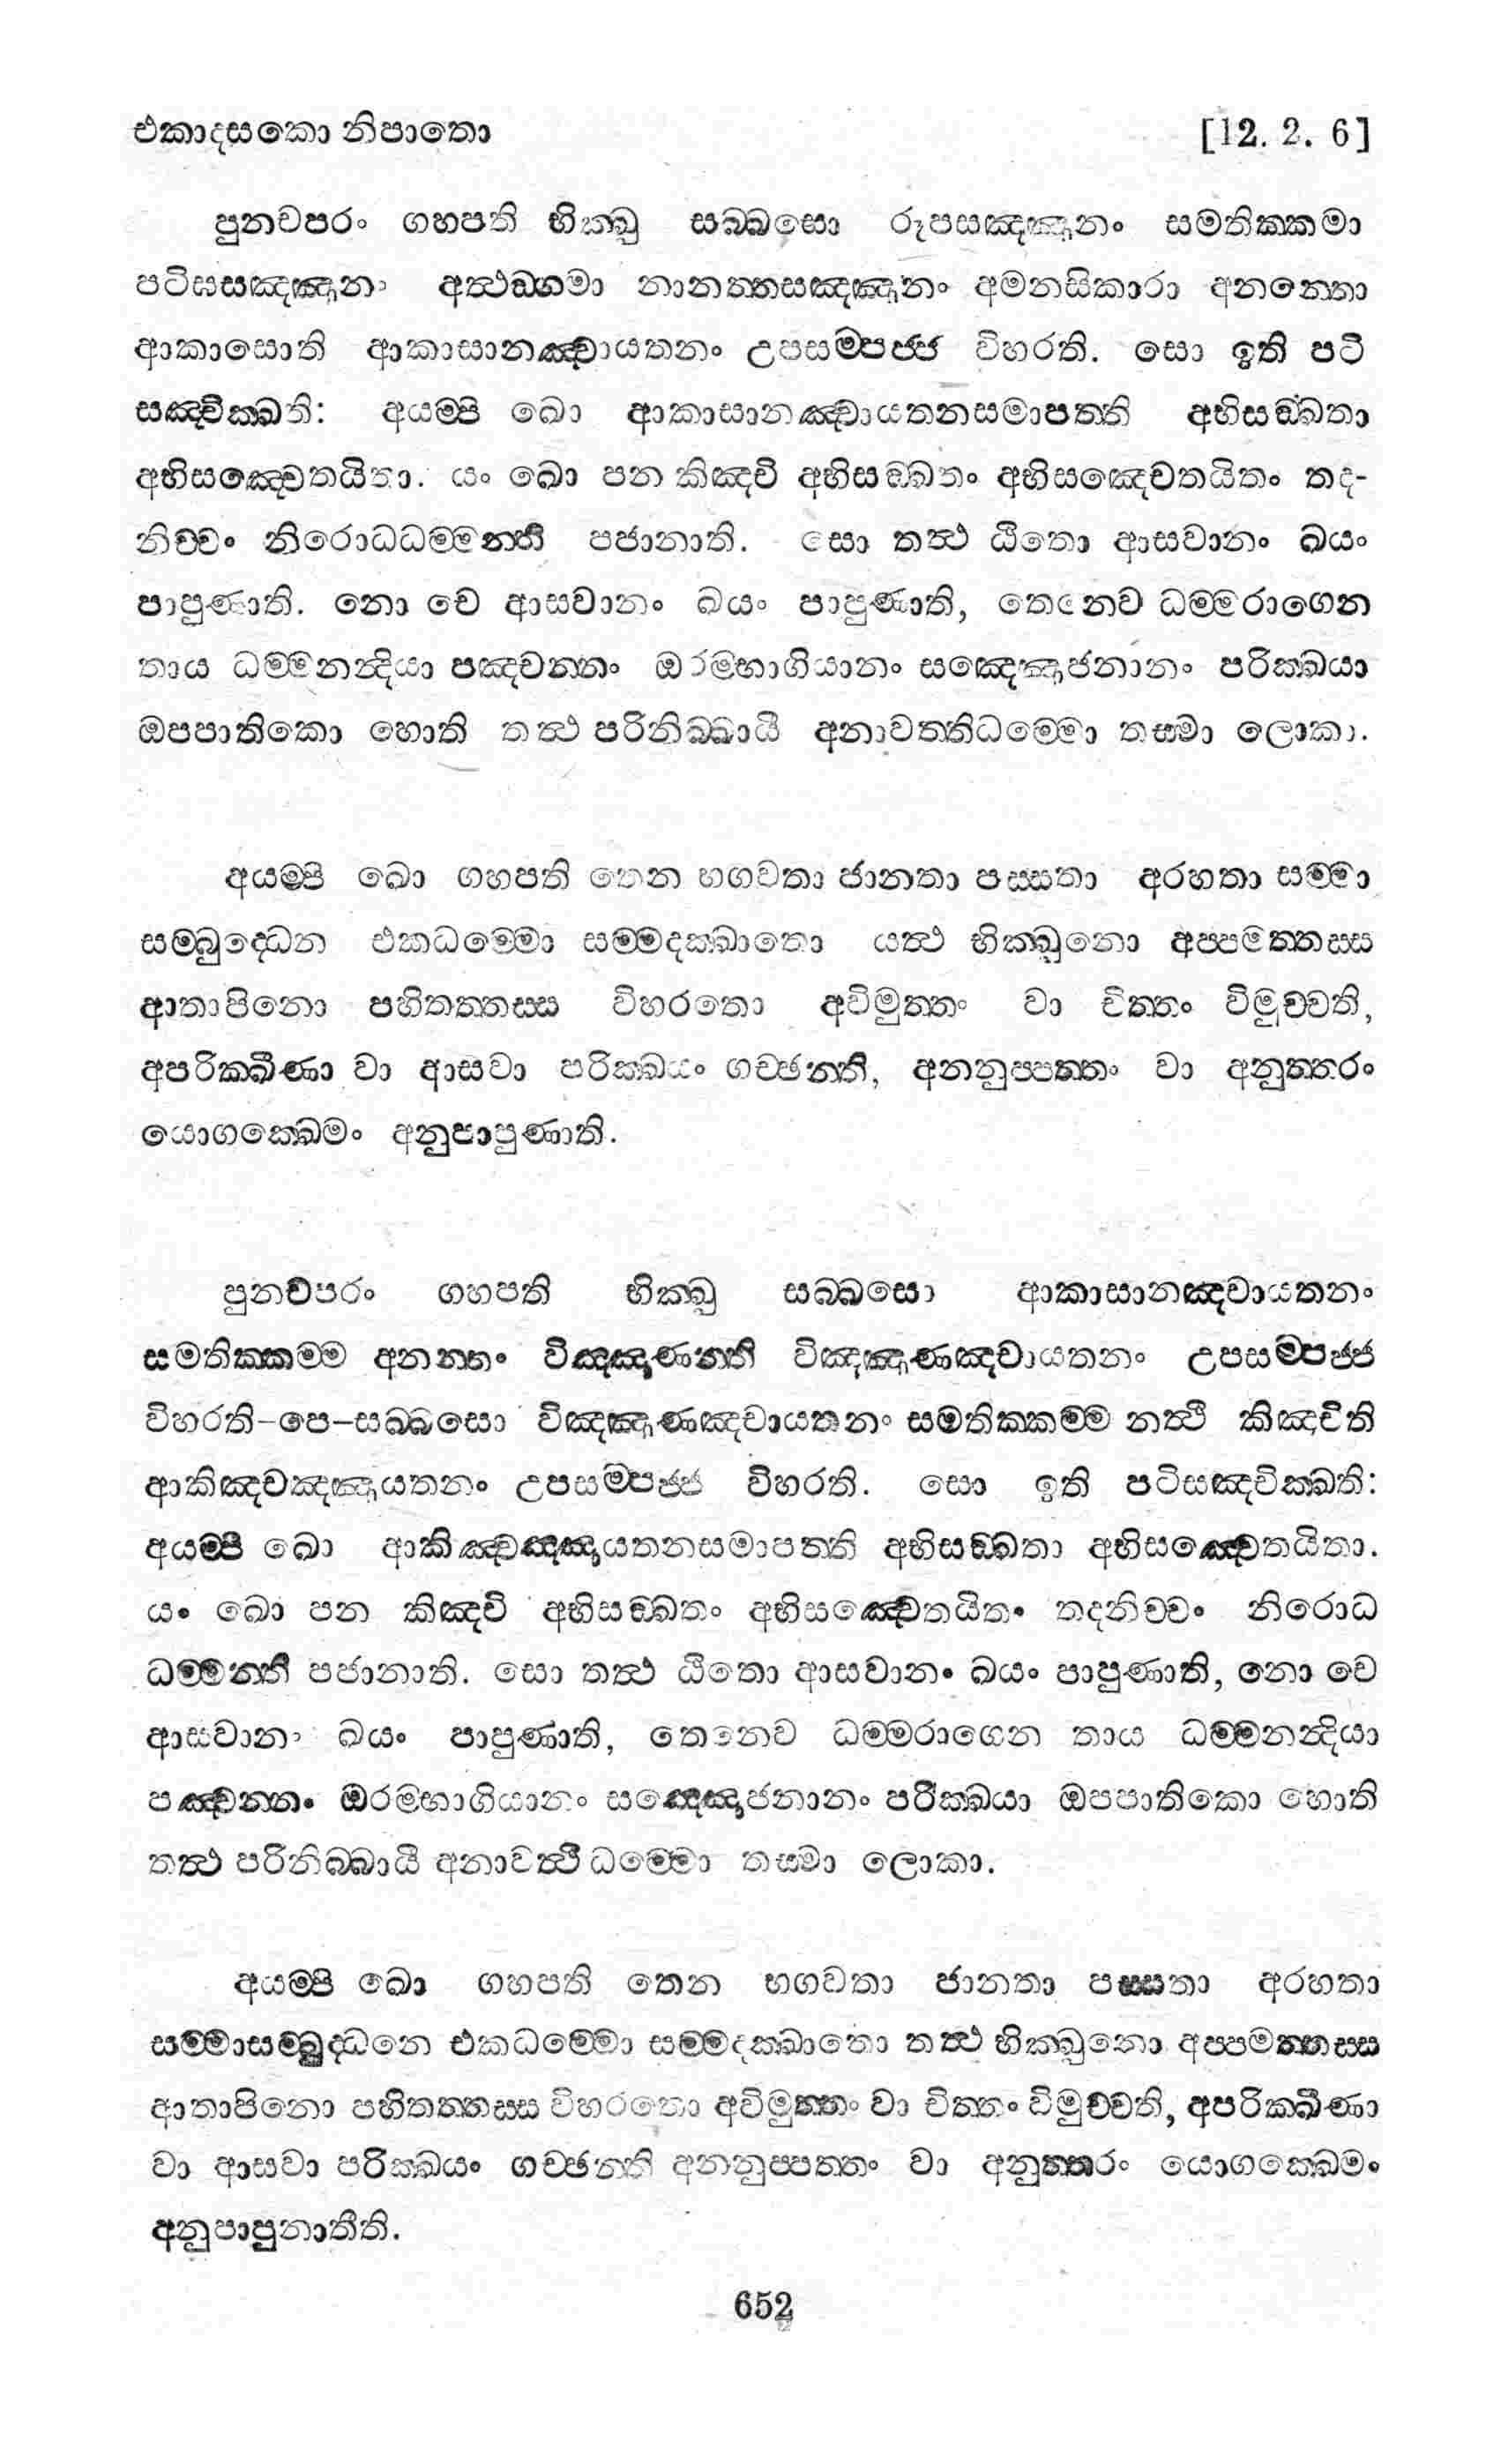 එකාදසකො නිපාතො [12. 2. 6]
පුනචපරං ගහපති භික්ඛු සබ්බසො රූපසඤ්ඤානං සමතික්කමා
පටිඝසඤ්ඤානං අත්ථඞ්ගමා නානත්තසඤ්ඤානං අමනසිකාරා අනන්තො
ආකාසොති ආකාසානඤ්චායතනං උපසම්පජ්ජ විහරති. සො ඉති පටි
සඤ්චික්ඛති: අයම්පි ඛො ආකාසානඤ්චායතනසමාපත්ති අභිසඞ්ඛතා
අභිසඤ්චෙතයිතා. යං ඛො පන කිඤ්චි අභිසඞ්ඛතං අභිසඤ්චෙතයිතං තද-
නිච්චං නිරොධධම්මන්ති පජානාති. සො තත්ථ ඨිතො ආසවානං ඛයං
පාපුණාති. නො චෙ ආසවානං ඛයං පාපුණාති, තෙනෙව ධම්මරාගෙන
තාය ධම්මනන්දියා පඤ්චන්නං ඔරම්භාගියානං සඤ්ඤොජනානං පරික්ඛයා
ඔපපාතිකො හොති තත්ථ පරිනිබ්බායී අනාවත්තිධම්මො තස්මා ලොකා.
අයම්පි ඛො ගහපති තෙන භගවතා ජානතා පස්සතා අරහතා සම්මා
සම්බුද්ධෙන එකධම්මො සම්මදක්ඛාතො යත්ථ භික්ඛුනො අප්පමත්තස්ස
ආතාපිනො පහිතත්තස්ස විහරතො අවිමුත්තං වා චිත්තං විමුච්චති,
අපරික්ඛීණා වා ආසවා පරික්ඛයං ගච්ඡන්ති, අනනුප්පත්තං වා අනුත්තරං
යොගක්ඛෙමං අනුපාපුණාති.
පුනච්පරං ගහපති භික්ඛු සබ්බසො ආකාසානඤ්චායතනං
සමතික්කම්ම අනන්තං විඤ්ඤාණන්ති විඤ්ඤාණඤ්චායතනං උපසම්පජ්ජ
විහරති-පෙ-සබ්බසො විඤ්ඤාණඤ්චායතනං සමතික්කම්ම නත්ථි කිඤ්චිති
ආකිඤ්චඤ්ඤායතනං උපසම්පජ්ජ විහරති. සො ඉති පටිසඤ්චික්ඛති:
අයම්පි ඛො ආකිඤ්චඤ්ඤායතනසමාපත්ති අභිසඞ්ඛතා අභිසඤ්චෙතයිතා.
යං ඛො පන කිඤ්චි අභිසඞ්ඛතං අභිසඤ්චෙතයිතං තදනිච්චං නිරොධ
ධම්මන්ති පජානාති. සො තත්ථ ඨිතො ආසවානං ඛයං පාපුණාති, නො චෙ
ආසවානං ඛයං පාපුණාති, තෙනෙව ධම්මරාගෙන තාය ධම්මනන්දියා
පඤ්චන්නං ඔරම්භාගියානං සඤ්ඤොජනානං පරික්ඛයා ඔපපාතිකො හොති
තත්ථ පරිනිබ්බායී අනාවත්ථිධම්මො තස්මා ලොකා.
අයම්පි ඛො ගහපති තෙන භගවතා ජානතා පස්සතා අරහතා
සම්මාසම්බුද්ධනෙ එකධම්මො සම්මදක්ඛාතො තත්ථ භික්ඛුනො අප්පමත්තස්ස
ආතාපිනො පහිතත්තස්ස විහරතො අවිමුත්තං වා චිත්තං විමුච්චති, අපරික්ඛීණා
වා ආසවා පරික්ඛයං ගච්ඡන්ති අනනුප්පත්තං වා අනුත්තරං යොගක්ඛෙමං
අනුපාපුනාතීති.
652